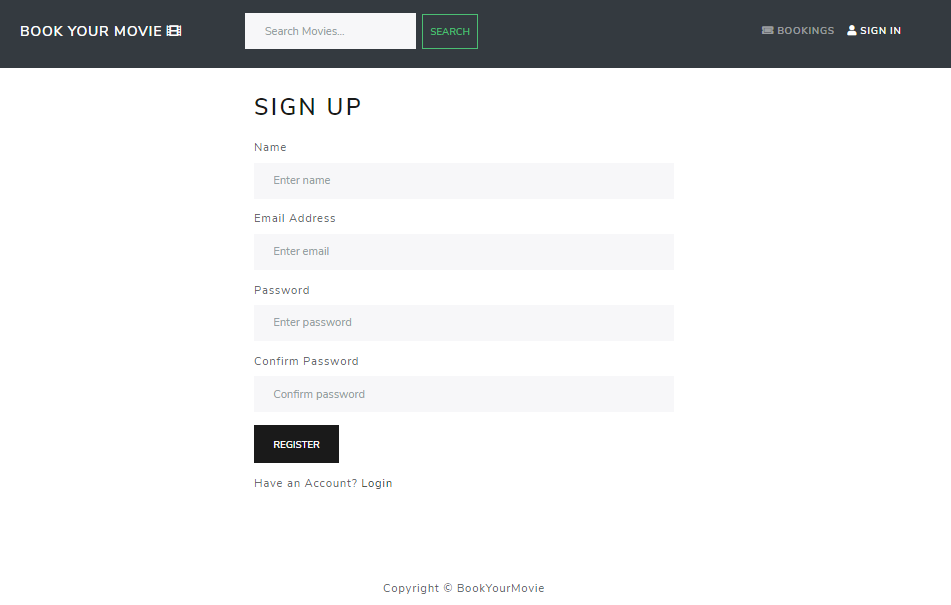 BOOK YOUR MOVIE
Search Movies...
SEARCH
BOOKINGS
SIGN IN
SIGN UP
Name
Enter name
Email Address
Enter email
Password
Enter password
Confirm Password
Confirm password
REGISTER
Have an Account? Login
Copyright © BookYourMovie